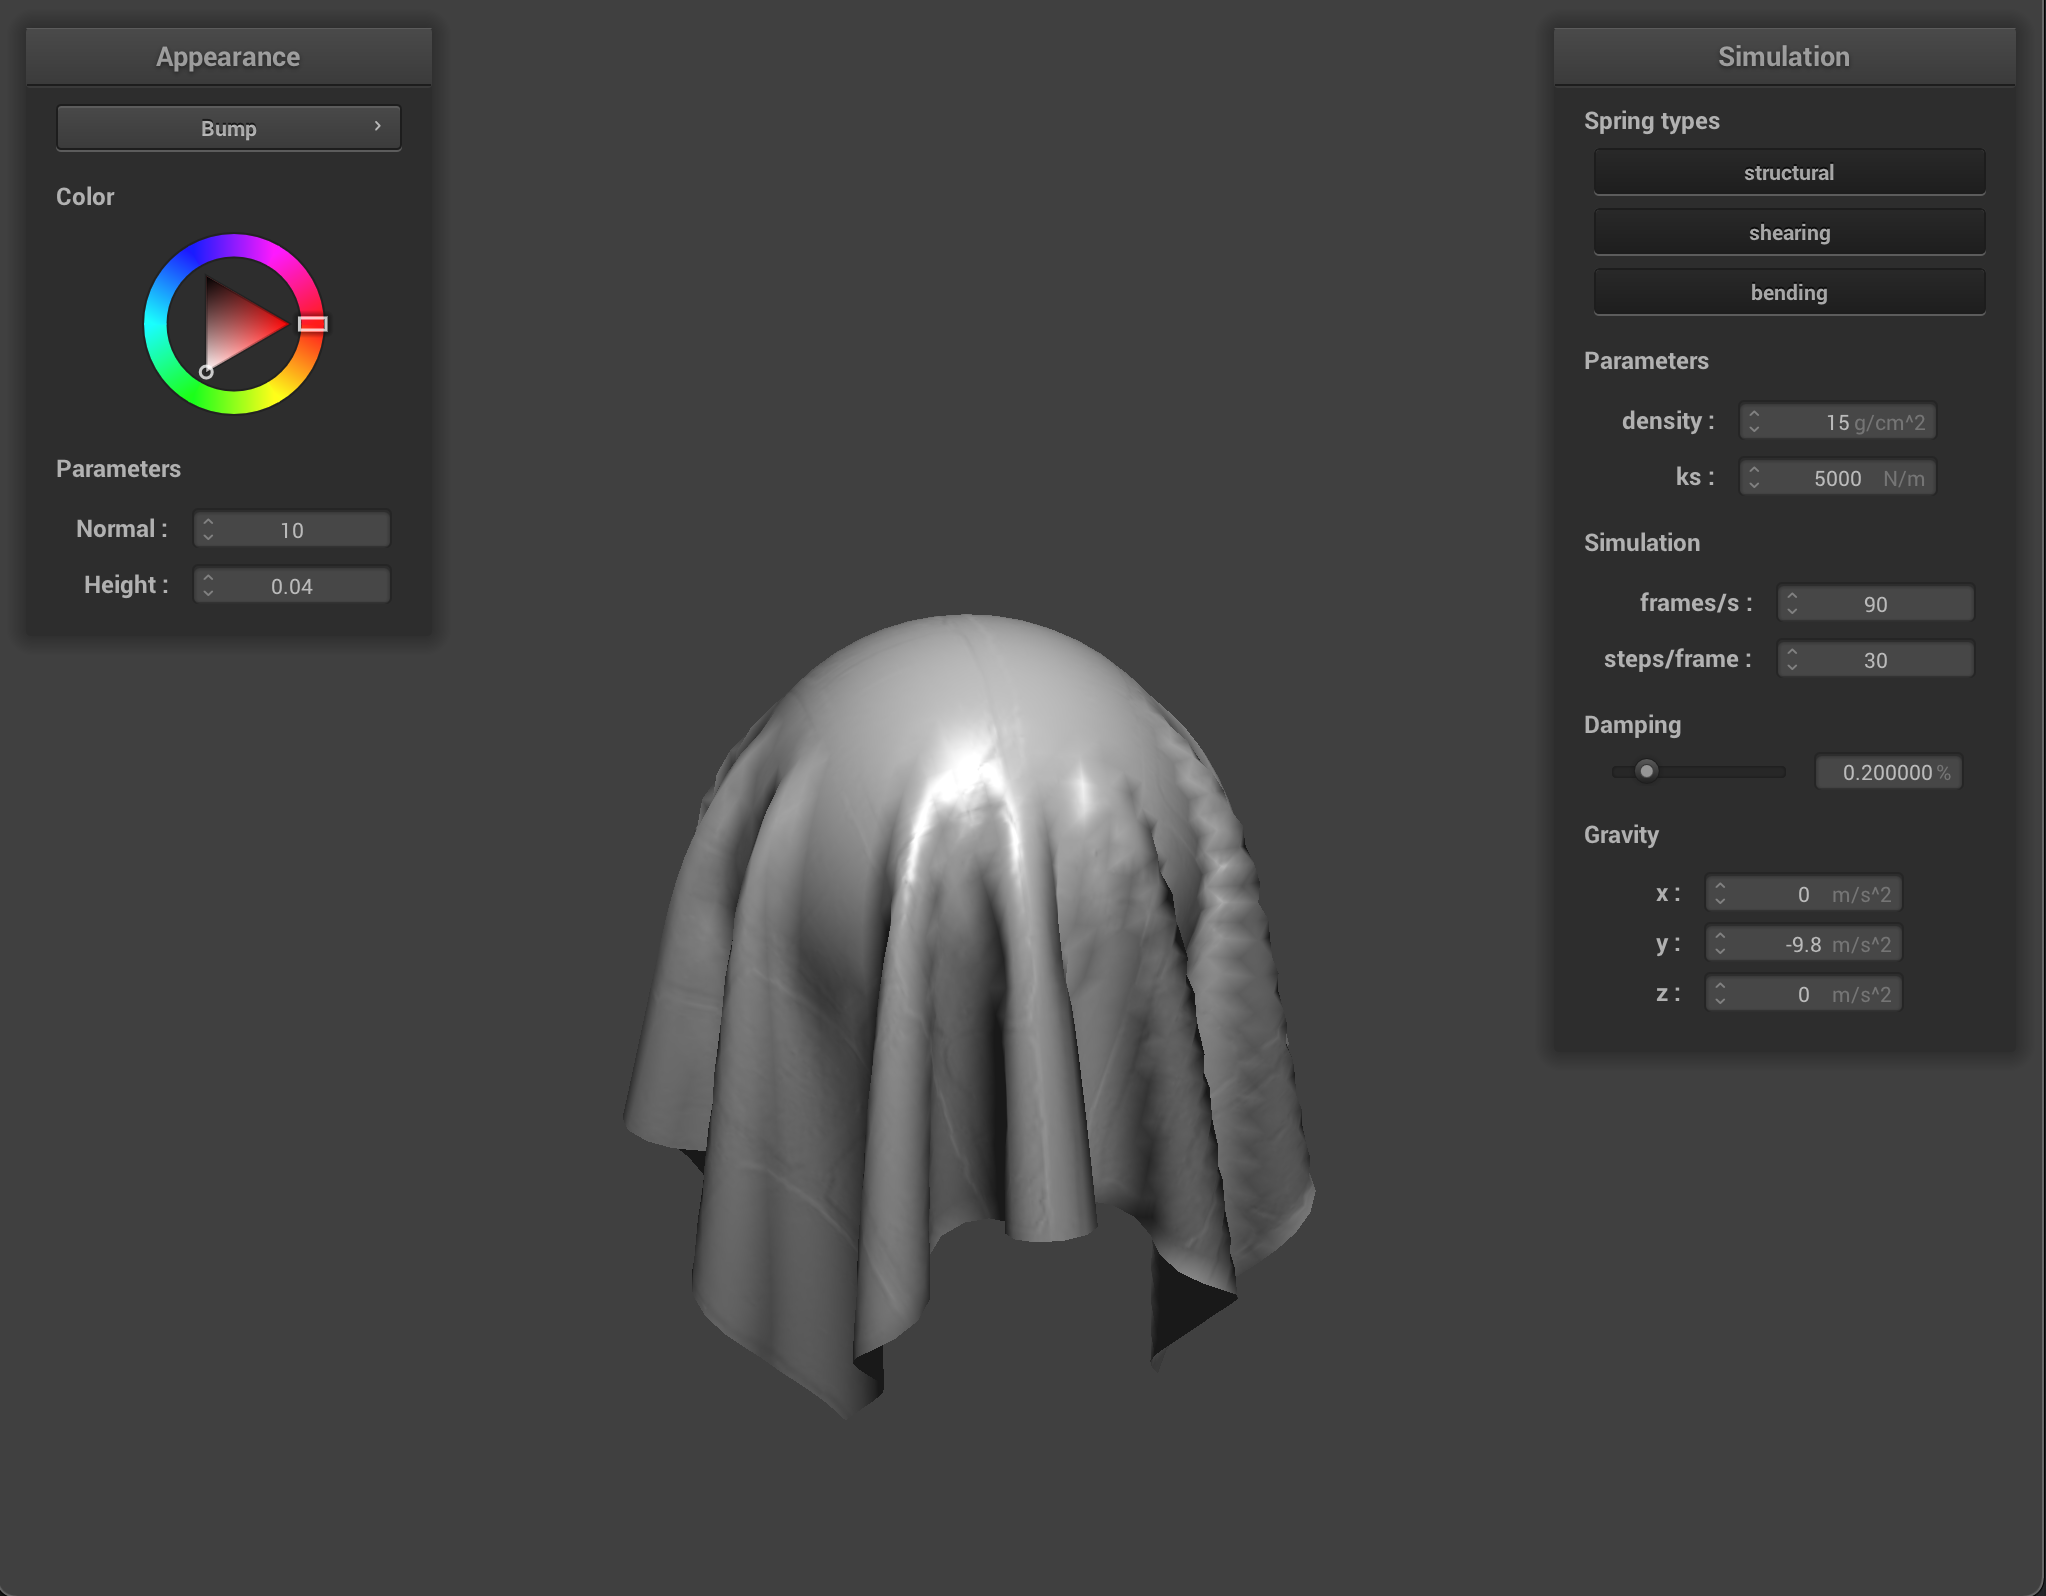 Appearance
Bump
Color
Parameters
Normal : 10
Height : 0.04
Simulation
Spring types
structural
shearing
bending
Parameters
density : 15 g/cm^2
ks : 5000 N/m
Simulation
frames/s : 90
steps/frame : 30
Damping
0.200000 %
Gravity
x : 0 m/s^2
y : -9.8 m/s^2
z : 0 m/s^2